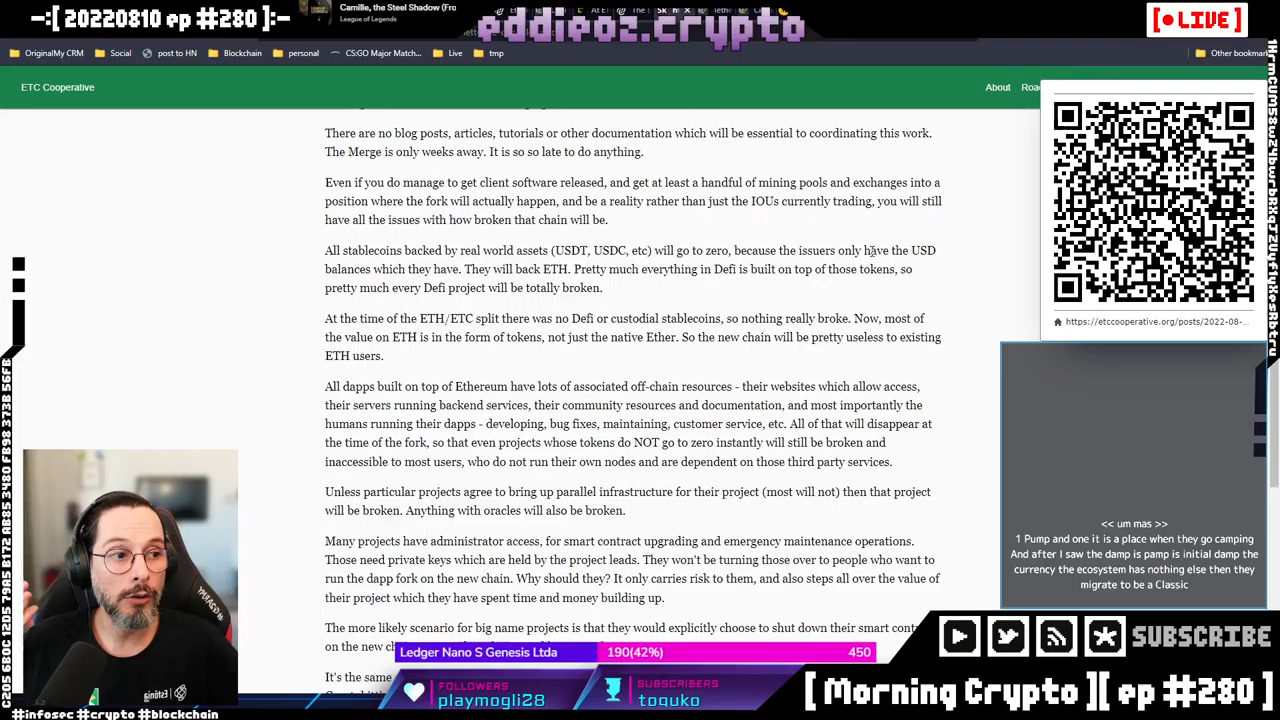 -:[ 20220810 ep #280 ]:-
Camille, the Steel Shadow (Fro
League of Legends
eddieoz.crypto
[● LIVE]
OriginalMy CRM
Social
post to HN
Blockchain
personal
CS:GO Major Match...
Live
tmp
Other bookmar
ETC Cooperative
About
Roa
There are no blog posts, articles, tutorials or other documentation which will be essential to coordinating this work.
The Merge is only weeks away. It is so so late to do anything.
Even if you do manage to get client software released, and get at least a handful of mining pools and exchanges into a
position where the fork will actually happen, and be a reality rather than just the IOUs currently trading, you will still
have all the issues with how broken that chain will be.
All stablecoins backed by real world assets (USDT, USDC, etc) will go to zero, because the issuers only have the USD
balances which they have. They will back ETH. Pretty much everything in Defi is built on top of those tokens, so
pretty much every Defi project will be totally broken.
At the time of the ETH/ETC split there was no Defi or custodial stablecoins, so nothing really broke. Now, most of
the value on ETH is in the form of tokens, not just the native Ether. So the new chain will be pretty useless to existing
ETH users.
All dapps built on top of Ethereum have lots of associated off-chain resources - their websites which allow access,
their servers running backend services, their community resources and documentation, and most importantly the
humans running their dapps - developing, bug fixes, maintaining, customer service, etc. All of that will disappear at
the time of the fork, so that even projects whose tokens do NOT go to zero instantly will still be broken and
inaccessible to most users, who do not run their own nodes and are dependent on those third party services.
Unless particular projects agree to bring up parallel infrastructure for their project (most will not) then that project
will be broken. Anything with oracles will also be broken.
Many projects have administrator access, for smart contract upgrading and emergency maintenance operations.
Those need private keys which are held by the project leads. They won't be turning those over to people who want to
run the dapp fork on the new chain. Why should they? It only carries risk to them, and also steps all over the value of
their project which they have spent time and money building up.
The more likely scenario for big name projects is that they would explicitly choose to shut down their smart contr
on the new c
It's the same
https://etccooperative.org/posts/2022-08-...
<< um mas >>
1 Pump and one it is a place when they go camping
And after I saw the damp is pamp is initial damp the
currency the ecosystem has nothing else then they
migrate to be a Classic
SUBSCRIBE
Ledger Nano S Genesis Ltda
190(42%)
450
FOLLOWERS
playmogli28
SUBSCRIBERS
toguko
[ Morning Crypto ][ ep #280 ]
#infosec #crypto #blockchain